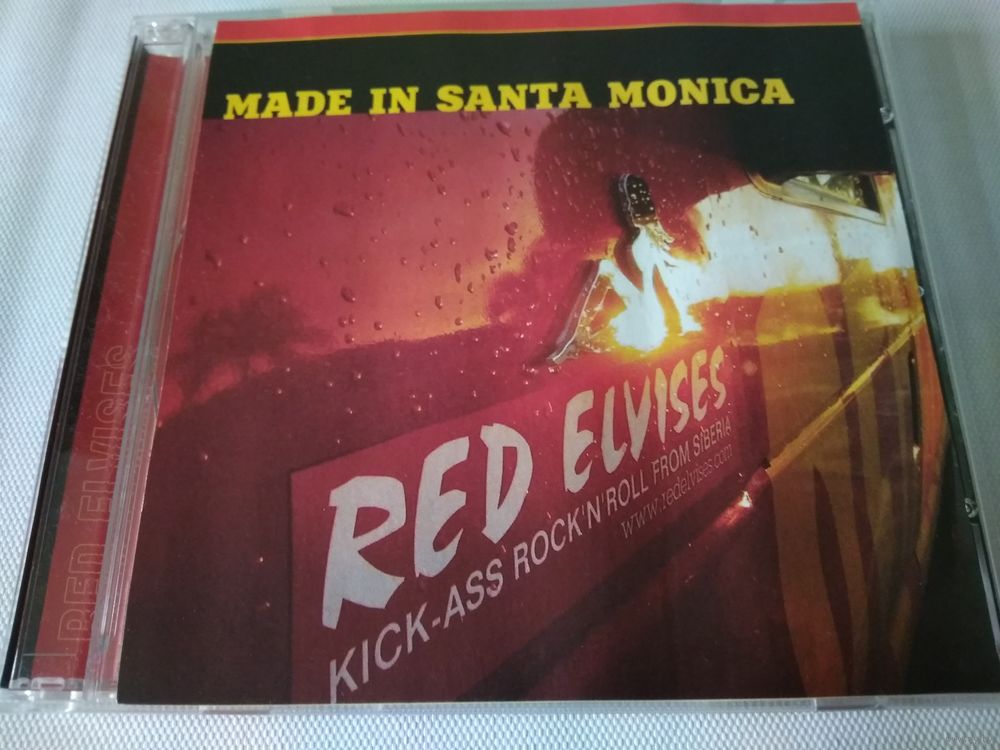 MADE IN SANTA MONICA
RED ELVISES
KICK-ASS ROCK'N'ROLL FROM SIBERIA
www.redelvises.com
RED ELVISES